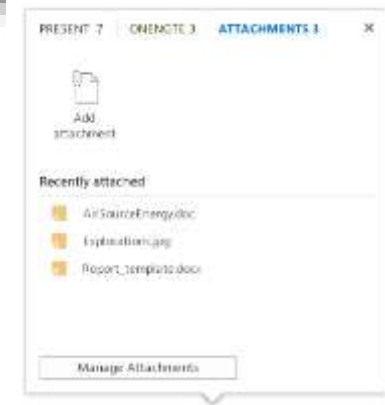 PRESENT 7 ONENOTE 3 ATTACHMENTS 3
Add
attachment
Recently attached
AirSourceEnergy.doc
Explorations.jpg
Report_template.docx
Manage Attachments